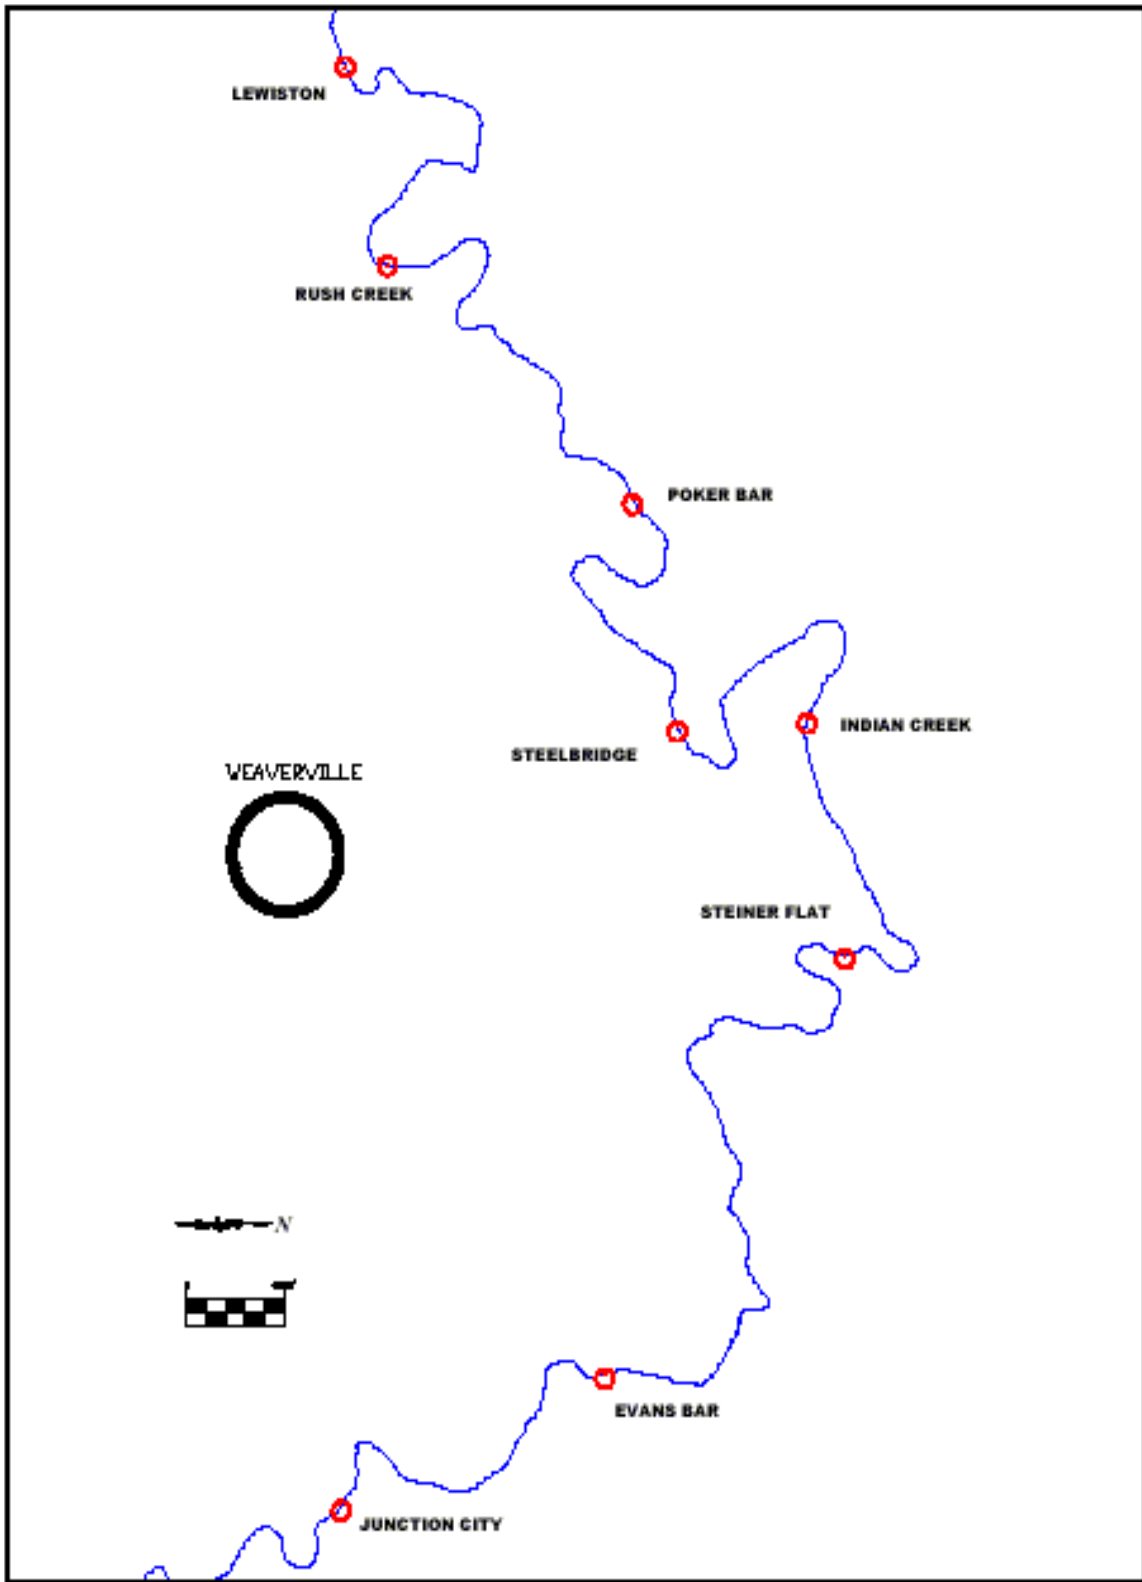 LEWISTON
RUSH CREEK
POKER BAR
INDIAN CREEK
STEELBRIDGE
WEAVERVILLE
STEINER FLAT
N
EVANS BAR
JUNCTION CITY